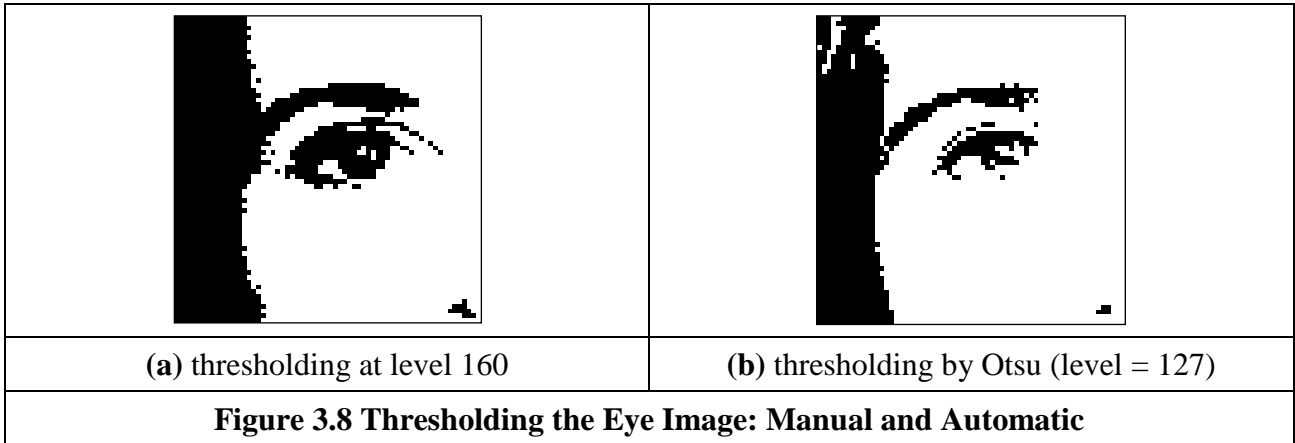 (a) thresholding at level 160
(b) thresholding by Otsu (level = 127)
Figure 3.8 Thresholding the Eye Image: Manual and Automatic